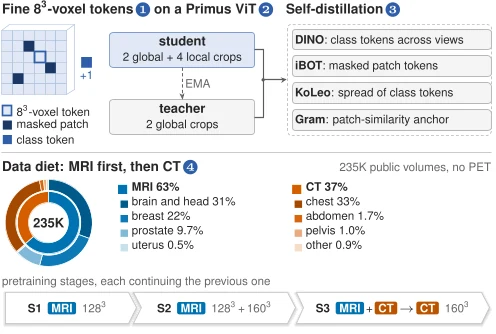 Fine 8³-voxel tokens 1 on a Primus ViT 2
+1
8³-voxel token
masked patch
class token
student
2 global + 4 local crops
EMA
teacher
2 global crops
Self-distillation 3
DINO: class tokens across views
iBOT: masked patch tokens
KoLeo: spread of class tokens
Gram: patch-similarity anchor
Data diet: MRI first, then CT 4
235K public volumes, no PET
235K
MRI 63%
brain and head 31%
breast 22%
prostate 9.7%
uterus 0.5%
CT 37%
chest 33%
abdomen 1.7%
pelvis 1.0%
other 0.9%
pretraining stages, each continuing the previous one
S1 MRI 128³
S2 MRI 128³ + 160³
S3 MRI + CT → CT 160³